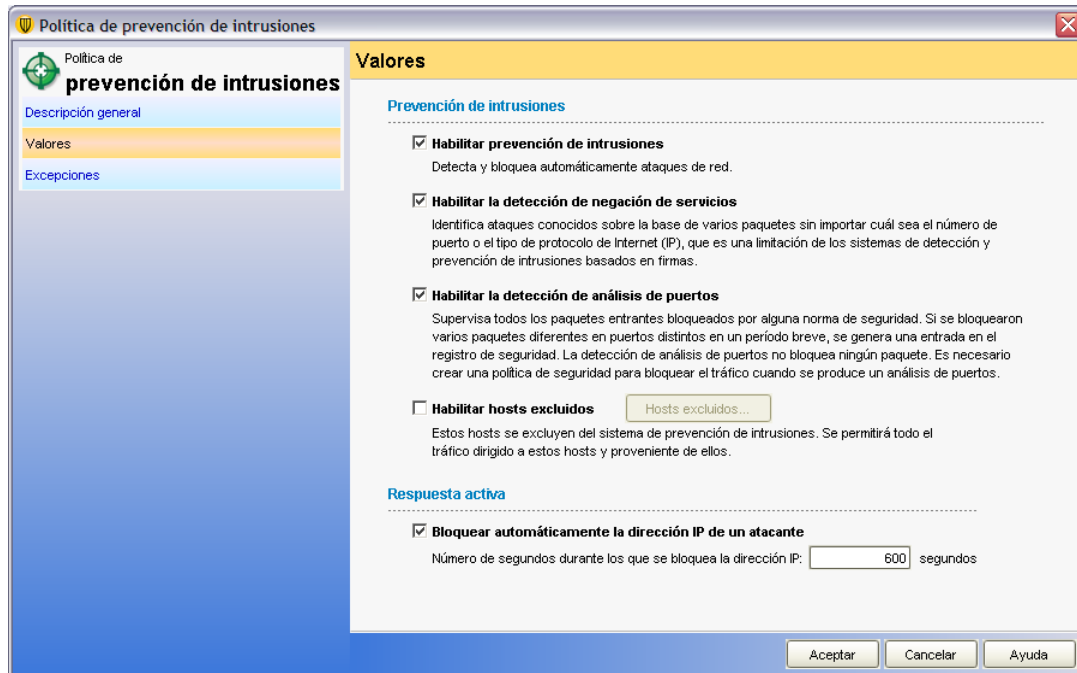 Política de prevención de intrusiones
Política de
prevención de intrusiones
Descripción general
Valores
Excepciones
Valores
Prevención de intrusiones
Habilitar prevención de intrusiones
Detecta y bloquea automáticamente ataques de red.
Habilitar la detección de negación de servicios
Identifica ataques conocidos sobre la base de varios paquetes sin importar cuál sea el número de
puerto o el tipo de protocolo de Internet (IP), que es una limitación de los sistemas de detección y
prevención de intrusiones basados en firmas.
Habilitar la detección de análisis de puertos
Supervisa todos los paquetes entrantes bloqueados por alguna norma de seguridad. Si se bloquearon
varios paquetes diferentes en puertos distintos en un período breve, se genera una entrada en el
registro de seguridad. La detección de análisis de puertos no bloquea ningún paquete. Es necesario
crear una política de seguridad para bloquear el tráfico cuando se produce un análisis de puertos.
Habilitar hosts excluidos Hosts excluidos...
Estos hosts se excluyen del sistema de prevención de intrusiones. Se permitirá todo el
tráfico dirigido a estos hosts y proveniente de ellos.
Respuesta activa
Bloquear automáticamente la dirección IP de un atacante
Número de segundos durante los que se bloquea la dirección IP: 600 segundos
Aceptar Cancelar Ayuda